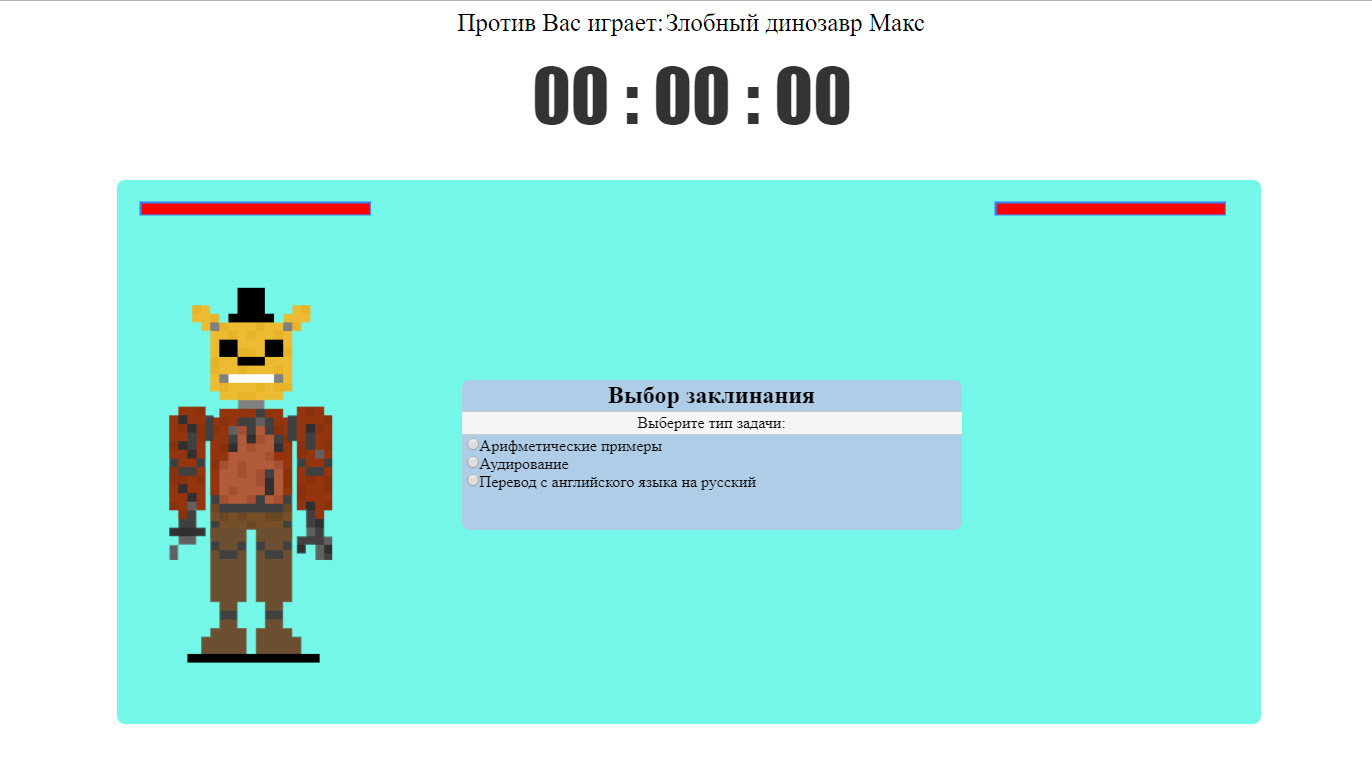 Против Вас играет: Злобный динозавр Макс
00 : 00 : 00
Выбор заклинания
Выберите тип задачи:
Арифметические примеры
Аудирование
Перевод с английского языка на русский